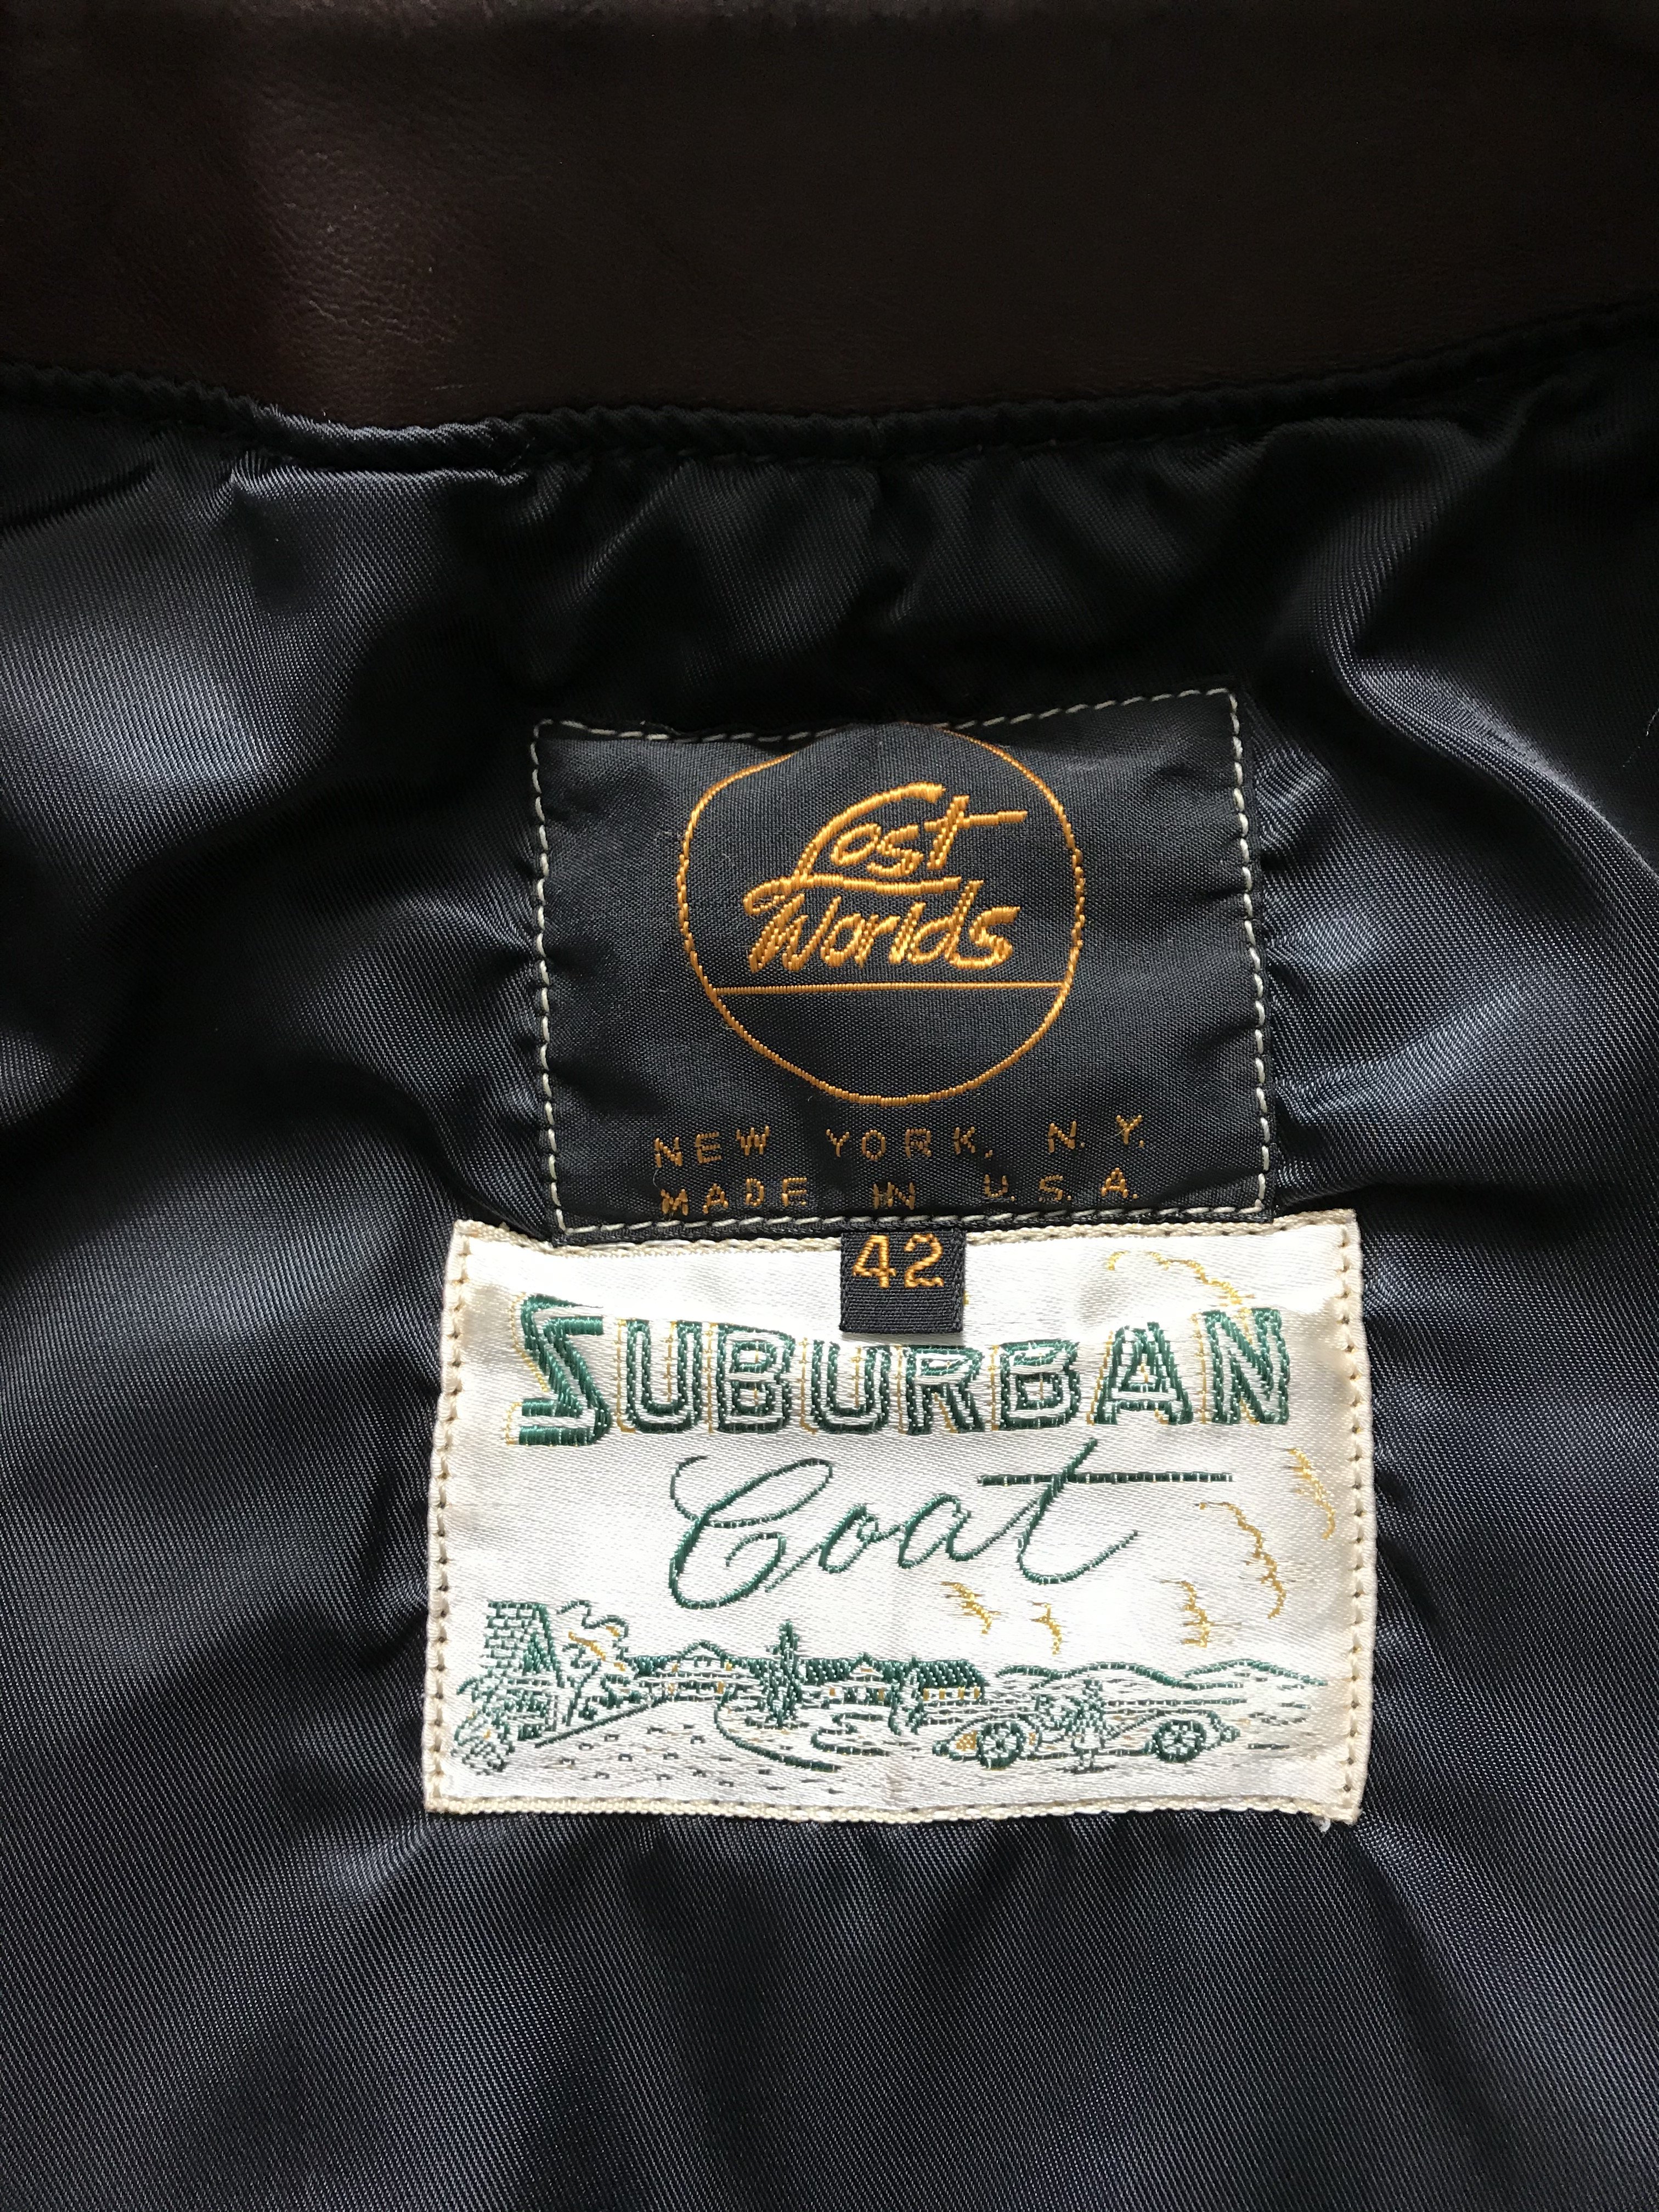 Lost
Worlds
NEW YORK, N.Y.
MADE IN U.S.A.
42
SUBURBAN
Coat